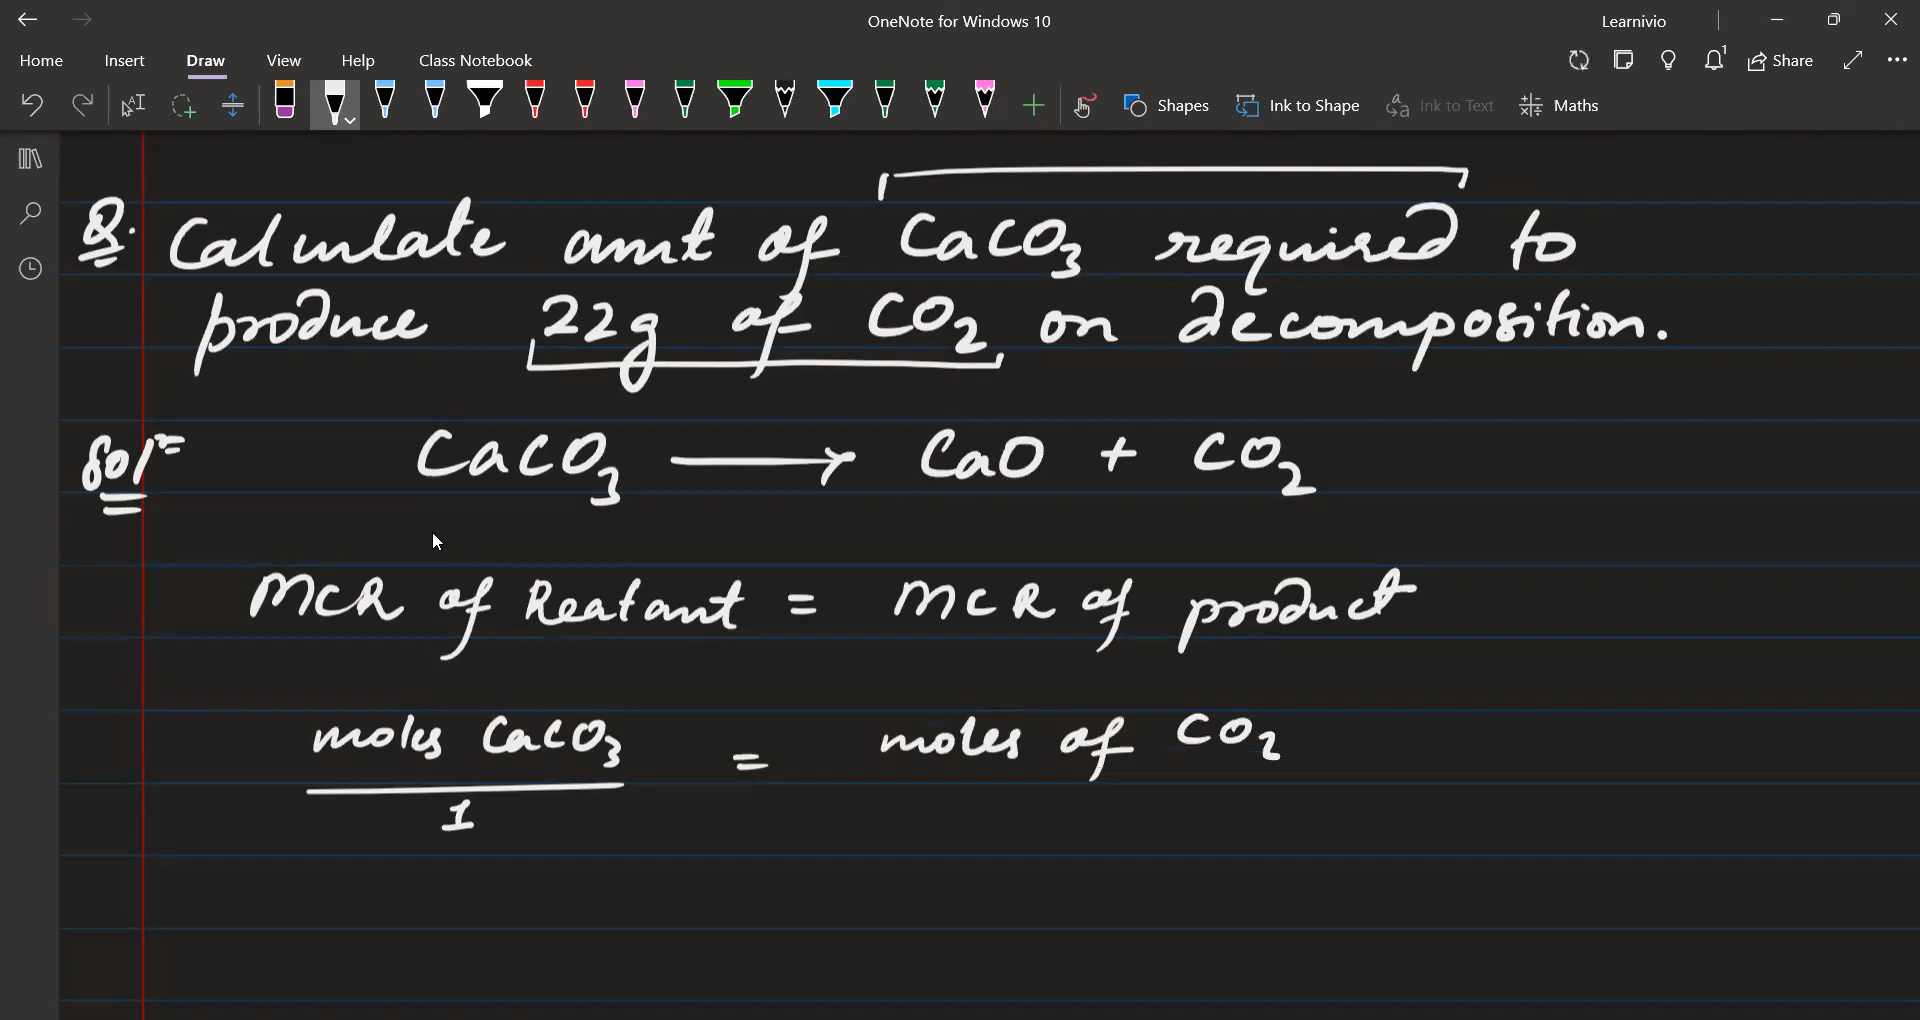 OneNote for Windows 10
Learnivio
Home Insert Draw View Help Class Notebook
1 Share
Shapes Ink to Shape Ink to Text Maths
Q. Calculate amt of CaCO₃ required to
produce 22g of CO₂ on decomposition.
Solⁿ CaCO₃ ⟶ CaO + CO₂
MCR of Reatant = MCR of product
moles CaCO₃ = moles of CO₂
1